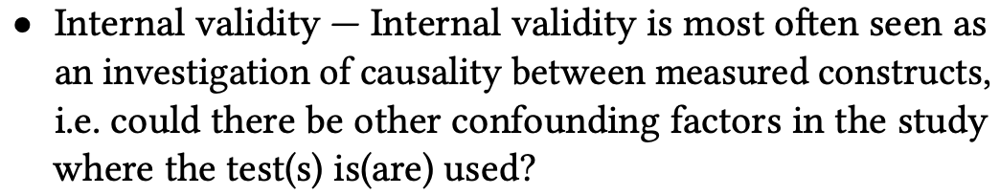 • Internal validity — Internal validity is most often seen as
an investigation of causality between measured constructs,
i.e. could there be other confounding factors in the study
where the test(s) is(are) used?